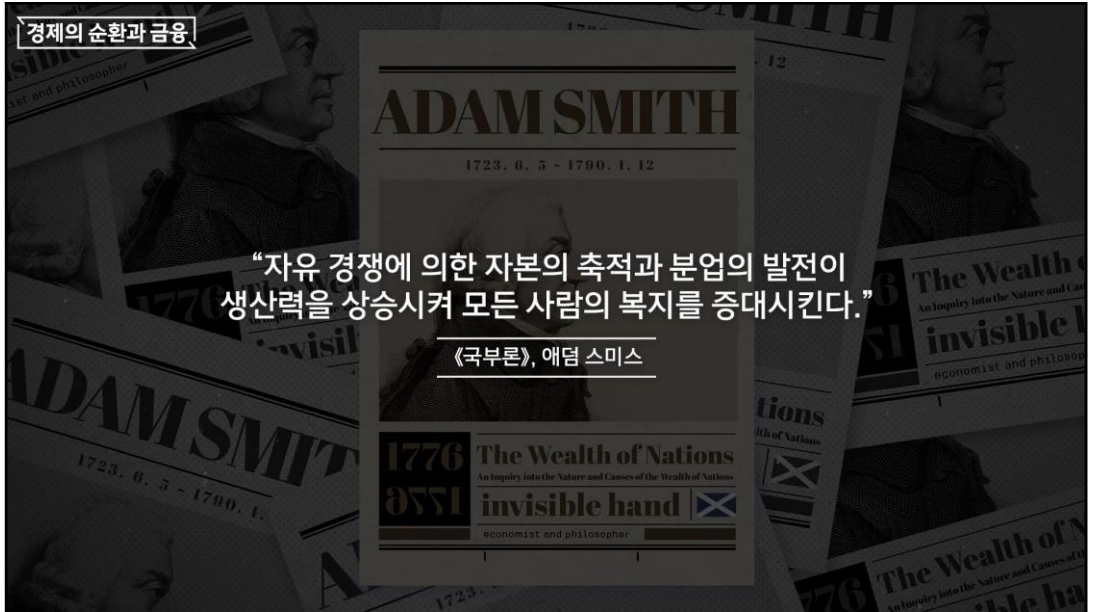 경제의 순환과 금융
ADAM SMITH
1723. 6. 5 ~ 1790. 1. 12
“자유 경쟁에 의한 자본의 축적과 분업의 발전이
생산력을 상승시켜 모든 사람의 복지를 증대시킨다.”
《국부론》, 애덤 스미스
1776
1776
The Wealth of Nations
An Inquiry into the Nature and Causes of the Wealth of Nations
invisible hand
economist and philosopher